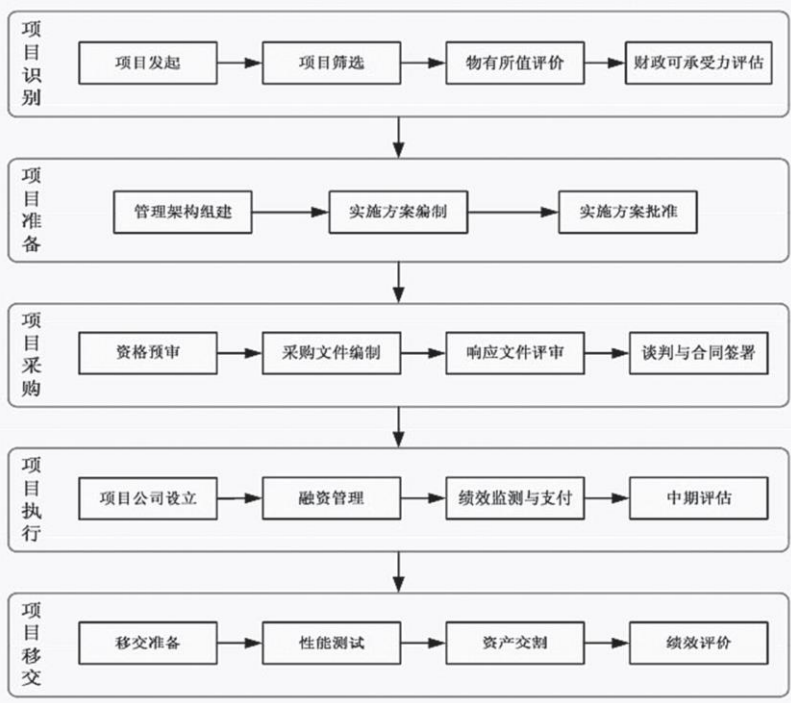 项目识别
项目发起
项目筛选
物有所值评价
财政可承受力评估
项目准备
管理架构组建
实施方案编制
实施方案批准
项目采购
资格预审
采购文件编制
响应文件评审
谈判与合同签署
项目执行
项目公司设立
融资管理
绩效监测与支付
中期评估
项目移交
移交准备
性能测试
资产交割
绩效评价